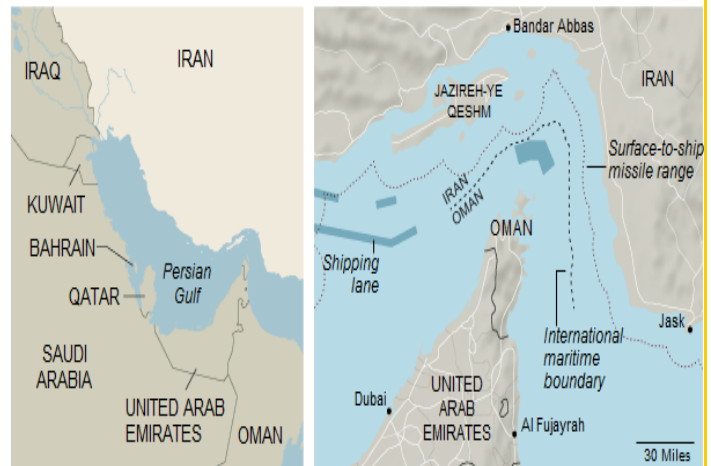 IRAQ
IRAN
KUWAIT
BAHRAIN
QATAR
Persian
Gulf
SAUDI
ARABIA
UNITED ARAB
EMIRATES
OMAN
Bandar Abbas
IRAN
JAZIREH-YE
QESHM
Surface-to-ship
missile range
IRAN
OMAN
OMAN
Shipping
lane
International
maritime
boundary
Jask
Dubai
UNITED
ARAB
EMIRATES
Al Fujayrah
30 Miles